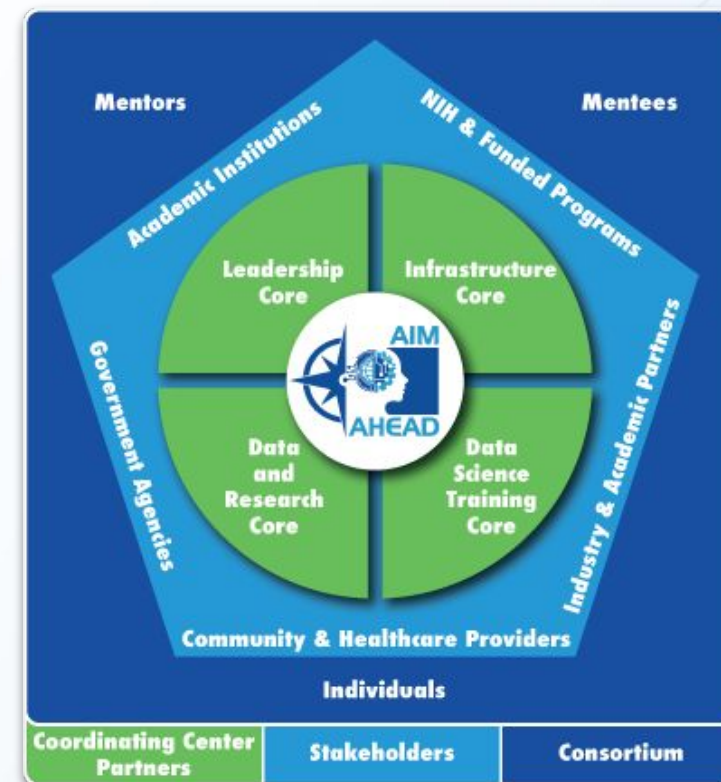 Mentors
Mentees
Academic Institutions
NIH & Funded Programs
Leadership
Core
Infrastructure
Core
AIM
AHEAD
Government Agencies
Industry & Academic Partners
Data
and
Research
Core
Data
Science
Training
Core
Community & Healthcare Providers
Individuals
Coordinating Center
Partners
Stakeholders
Consortium